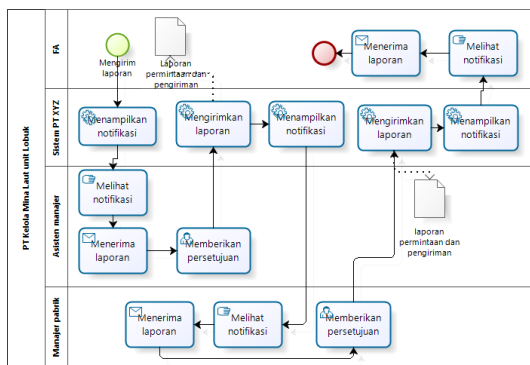 PT Kelola Mina Laut unit Lobuk
FA
Mengirim
laporan
Laporan
permintaan dan
pengiriman
Menerima
laporan
Melihat
notifikasi
Sistem PT XYZ
Menampilkan
notifikasi
Mengirimkan
laporan
Menampilkan
notifikasi
Mengirimkan
laporan
Menampilkan
notifikasi
Asisten manajer
Melihat
notifikasi
Menerima
laporan
Memberikan
persetujuan
laporan
permintaan dan
pengiriman
Manajer pabrik
Menerima
laporan
Melihat
notifikasi
Memberikan
persetujuan